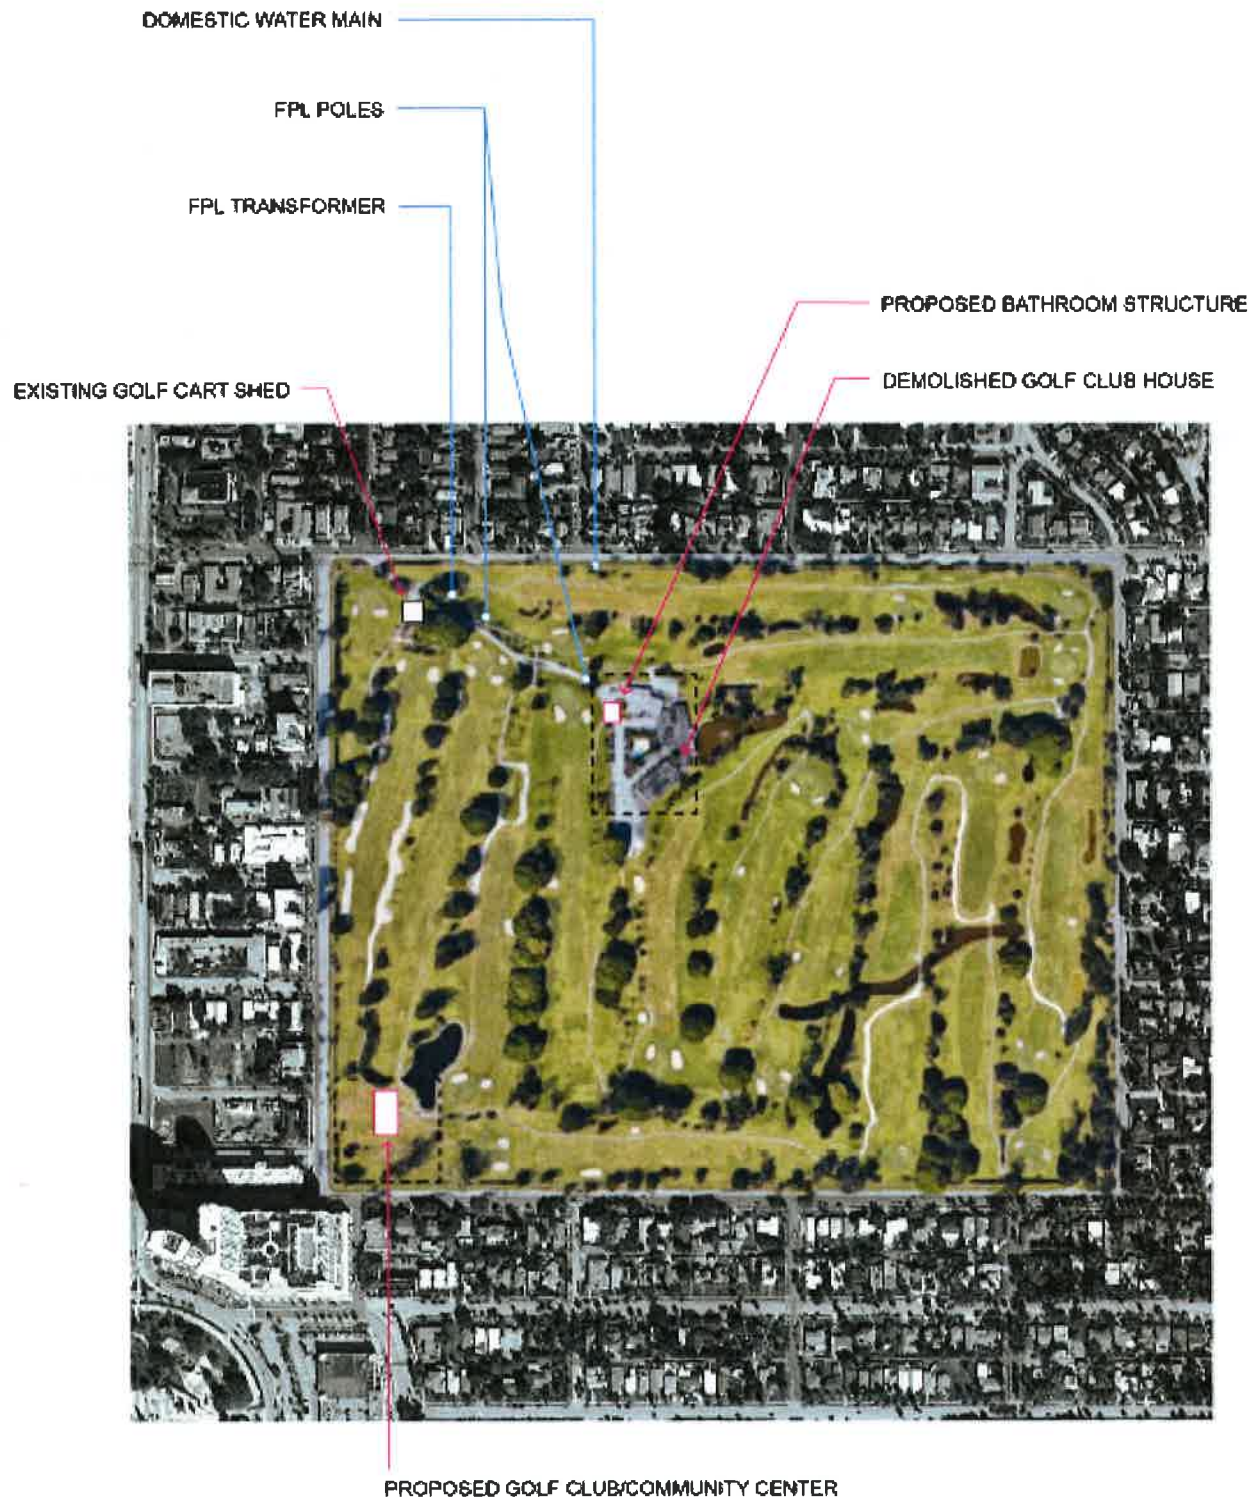 DOMESTIC WATER MAIN
FPL POLES
FPL TRANSFORMER
PROPOSED BATHROOM STRUCTURE
DEMOLISHED GOLF CLUB HOUSE
EXISTING GOLF CART SHED
PROPOSED GOLF CLUB/COMMUNITY CENTER